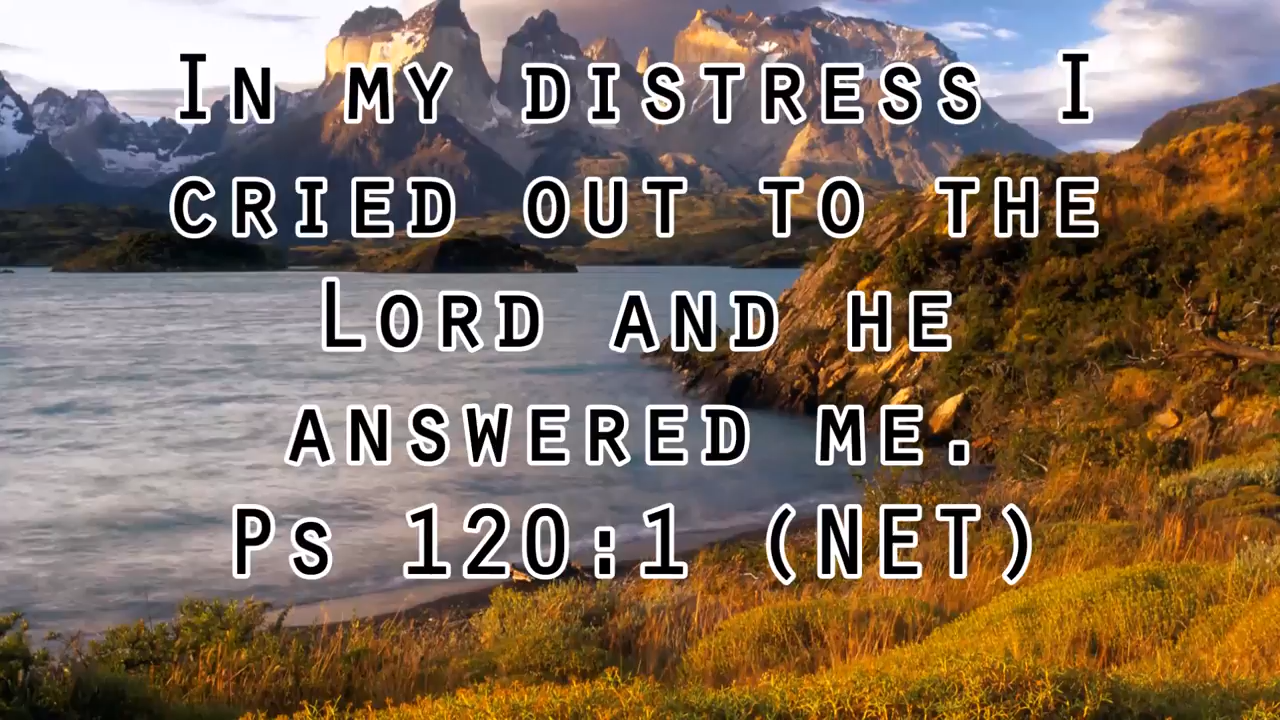 In my distress I
cried out to the
Lord and he
answered me.
Ps 120:1 (NET)